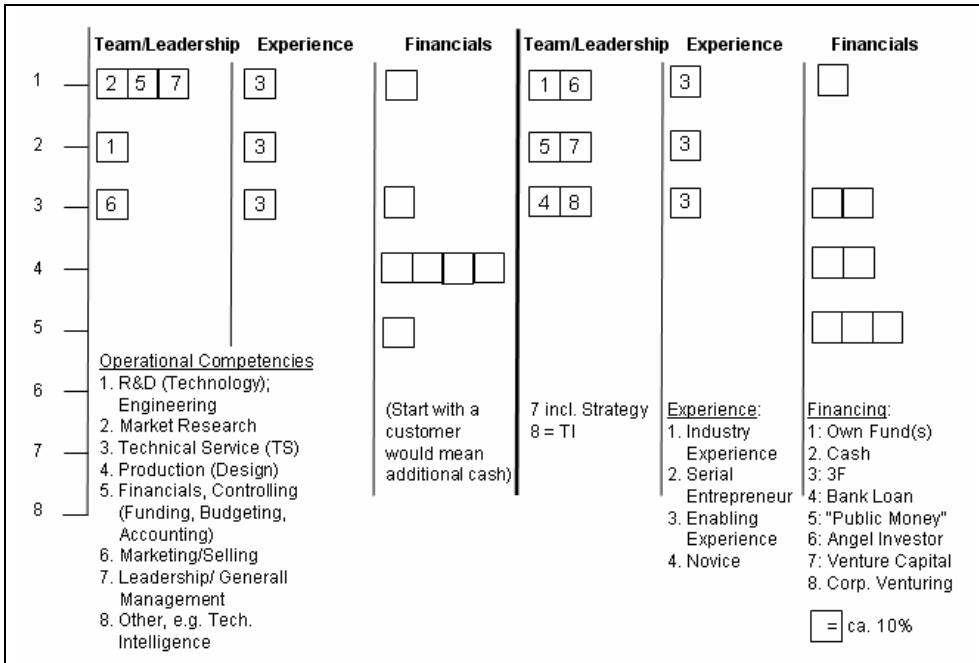 Team/Leadership Experience Financials Team/Leadership Experience Financials
1 2 5 7 3 1 6 3
2 1 3 5 7 3
3 6 3 4 8 3
4
5
6
7
8
Operational Competencies
1. R&D (Technology);
Engineering
2. Market Research
3. Technical Service (TS)
4. Production (Design)
5. Financials, Controlling
(Funding, Budgeting,
Accounting)
6. Marketing/Selling
7. Leadership/ Generall
Management
8. Other, e.g. Tech.
Intelligence
(Start with a
customer
would mean
additional cash)
7 incl. Strategy
8 = TI
Experience:
1. Industry
Experience
2. Serial
Entrepreneur
3. Enabling
Experience
4. Novice
Financing:
1: Own Fund(s)
2. Cash
3: 3F
4: Bank Loan
5: "Public Money"
6: Angel Investor
7: Venture Capital
8. Corp. Venturing
= ca. 10%